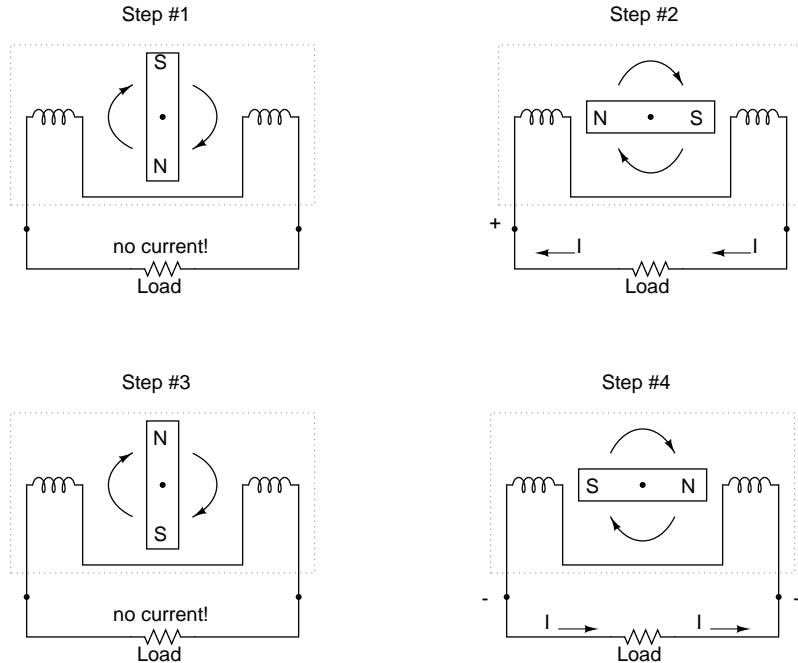 Step #1
S
N
no current!
Load
Step #2
N S
+
I I
Load
Step #3
N
S
no current!
Load
Step #4
S N
- -
I I
Load